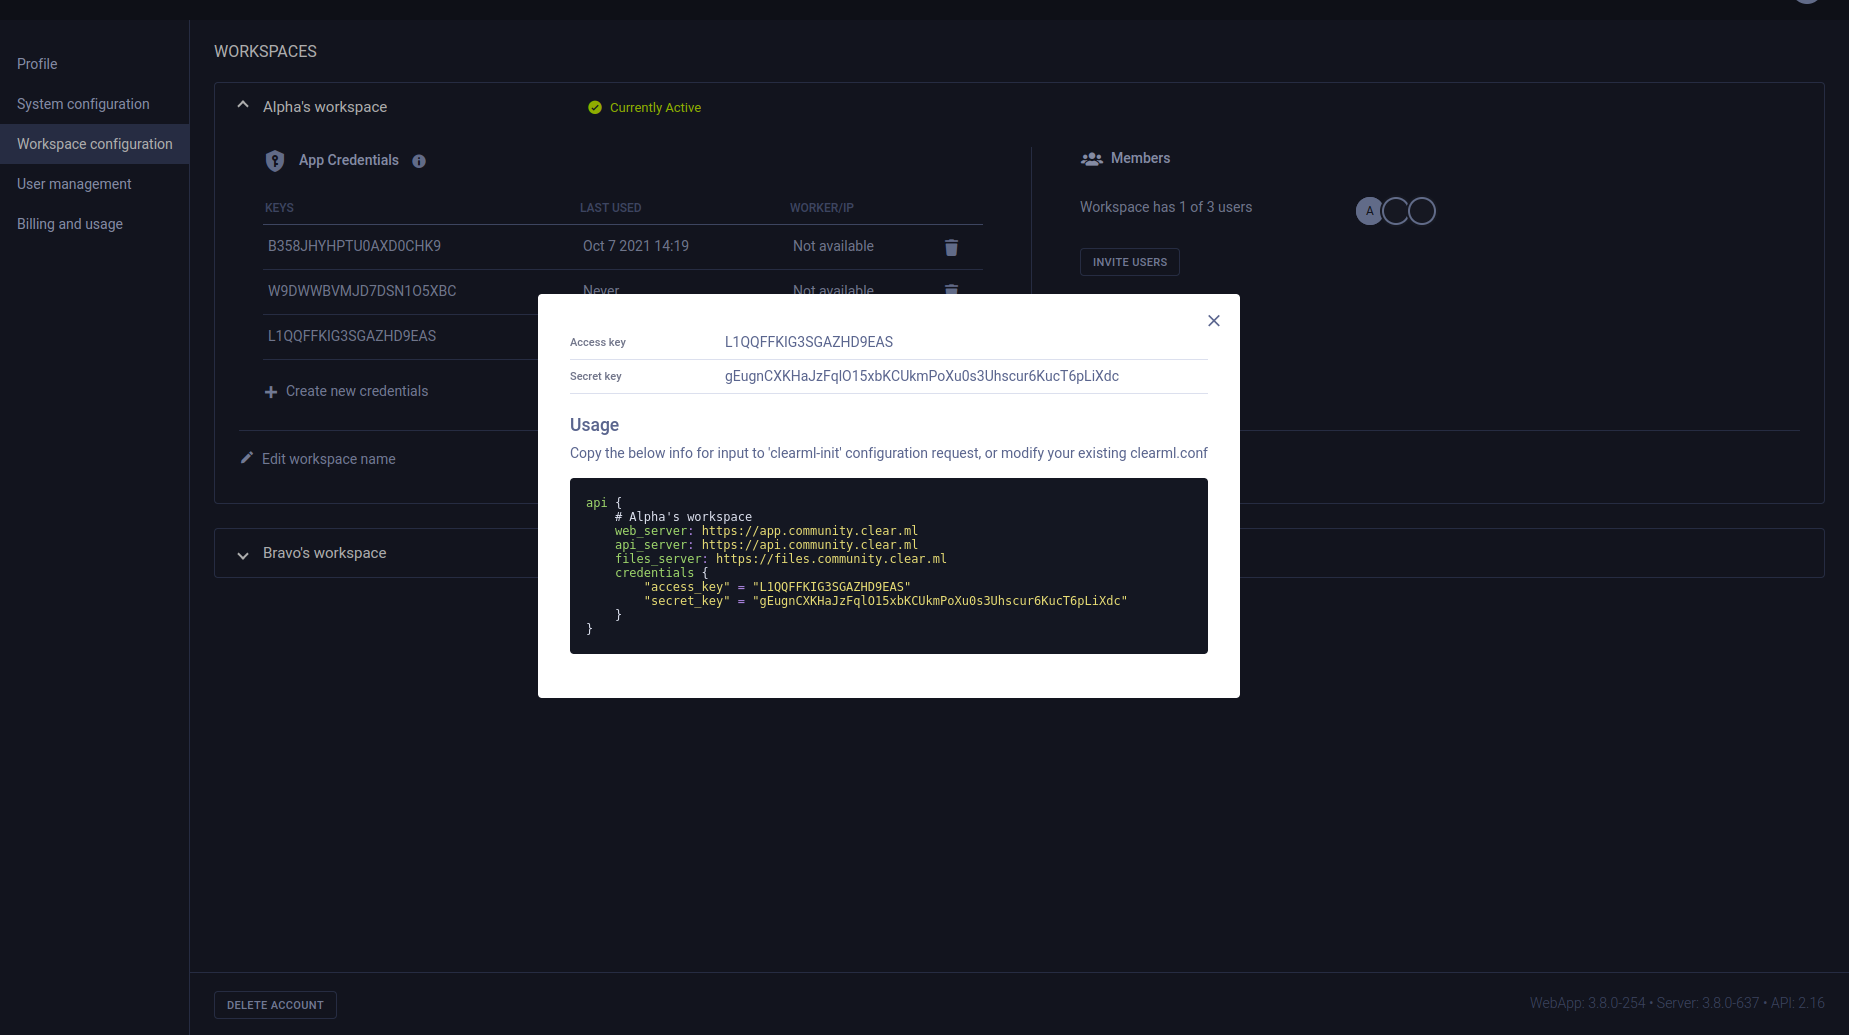 WORKSPACES
Profile
System configuration
Workspace configuration
User management
Billing and usage
Alpha's workspace
Currently Active
App Credentials
Members
KEYS LAST USED WORKER/IP
Workspace has 1 of 3 users
A
B358JHYHPTU0AXD0CHK9 Oct 7 2021 14:19 Not available
INVITE USERS
W9DWWBVMJD7DSN1O5XBC Never Not available
L1QQFFKIG3SGAZHD9EAS
Create new credentials
Edit workspace name
Bravo's workspace
Access key L1QQFFKIG3SGAZHD9EAS
Secret key gEugnCXKHaJzFqlO15xbKCUkmPoXu0s3Uhscur6KucT6pLiXdc
Usage
Copy the below info for input to 'clearml-init' configuration request, or modify your existing clearml.conf
api {
# Alpha's workspace
web_server: https://app.community.clear.ml
api_server: https://api.community.clear.ml
files_server: https://files.community.clear.ml
credentials {
"access_key" = "L1QQFFKIG3SGAZHD9EAS"
"secret_key" = "gEugnCXKHaJzFqlO15xbKCUkmPoXu0s3Uhscur6KucT6pLiXdc"
}
}
DELETE ACCOUNT
WebApp: 3.8.0-254 • Server: 3.8.0-637 • API: 2.16